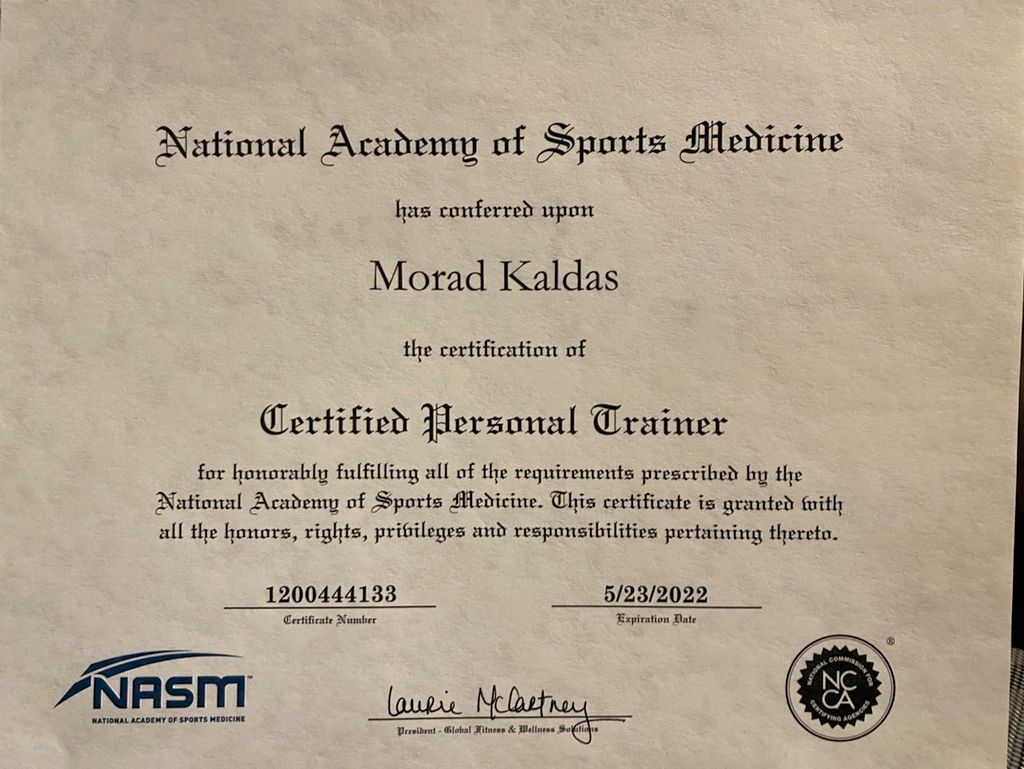 National Academy of Sports Medicine
has conferred upon
Morad Kaldas
the certification of
Certified Personal Trainer
for honorably fulfilling all of the requirements prescribed by the
National Academy of Sports Medicine. This certificate is granted with
all the honors, rights, privileges and responsibilities pertaining thereto.
1200444133
Certificate Number
5/23/2022
Expiration Date
NASM™
NATIONAL ACADEMY OF SPORTS MEDICINE
Laurie McCartney
President - Global Fitness & Wellness Solutions
®
NATIONAL COMMISSION FOR
NC
CA
CERTIFYING AGENCIES